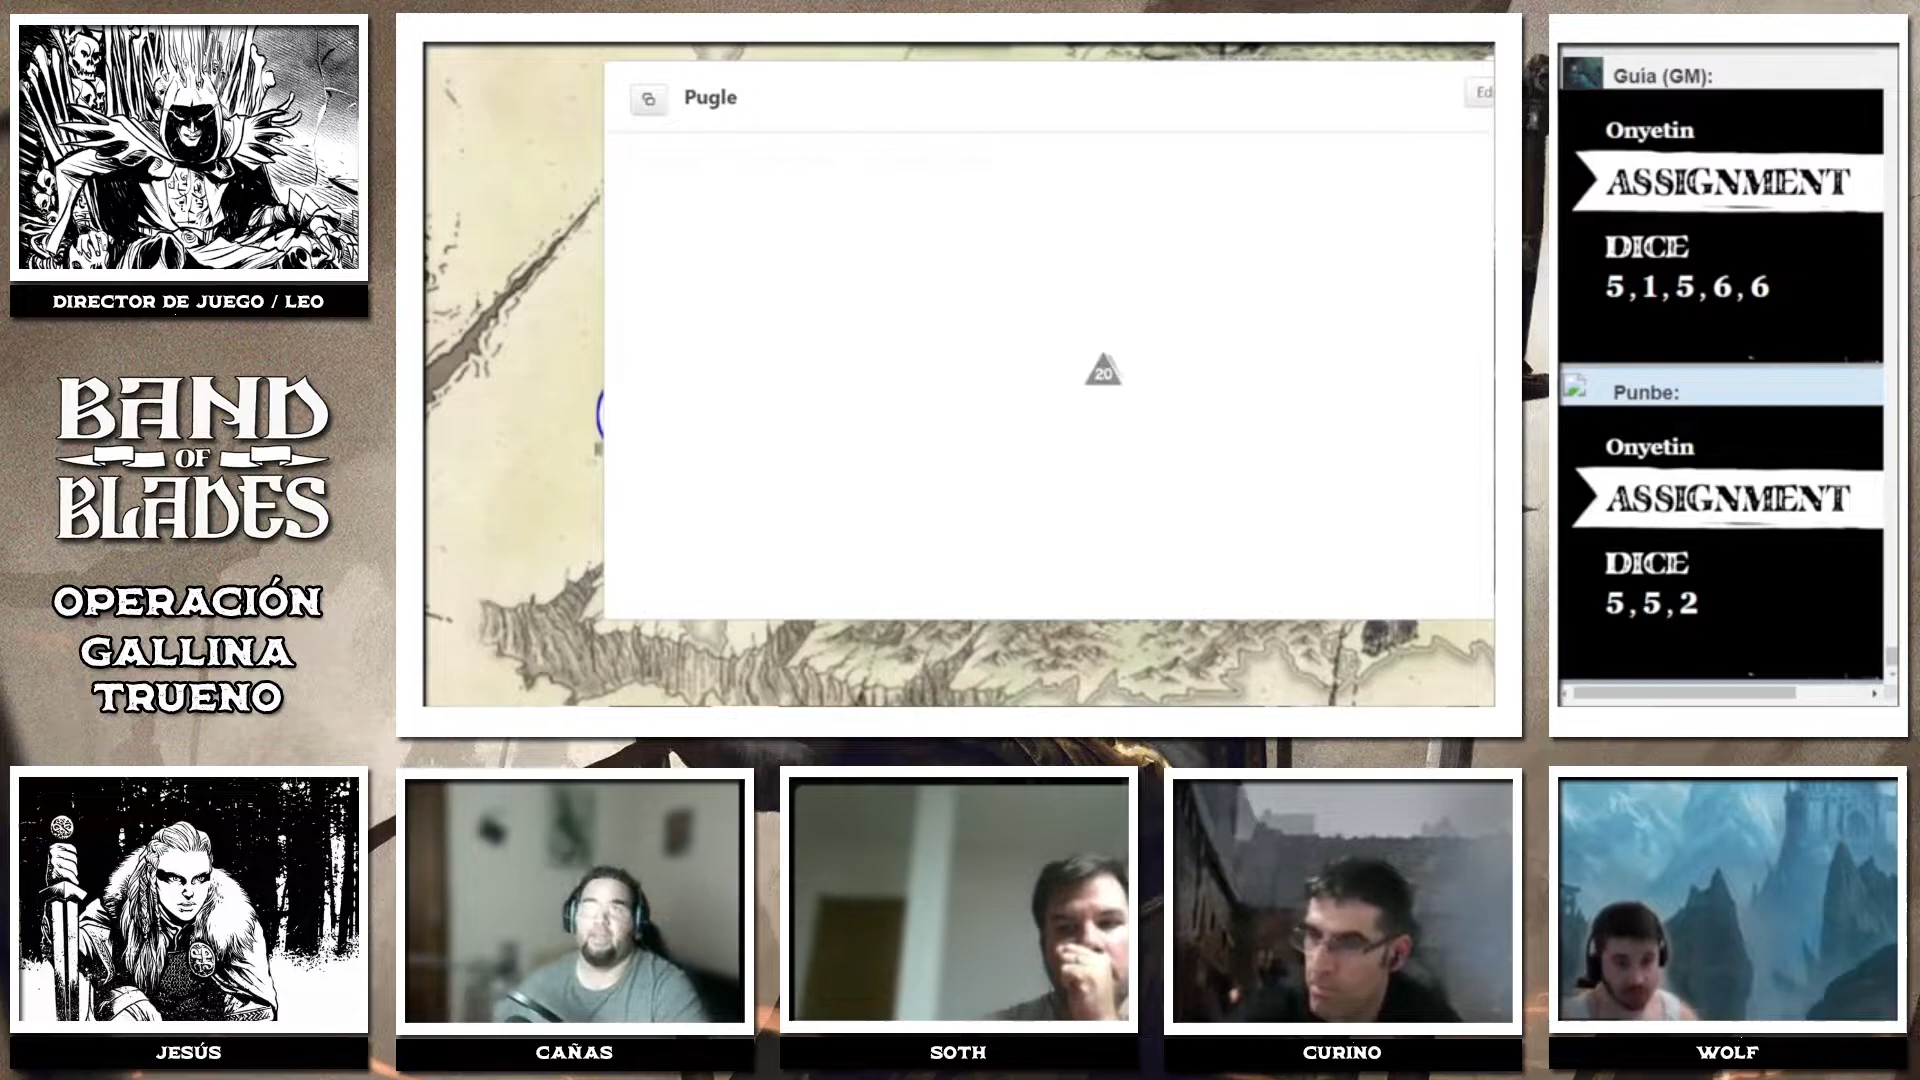 DIRECTOR DE JUEGO / LEO
BAND
OF
BLADES
OPERACIÓN
GALLINA
TRUENO
Pugle
Ed
20
Guía (GM):
Onyetin
ASSIGNMENT
DICE
5,1,5,6,6
Punbe:
Onyetin
ASSIGNMENT
DICE
5,5,2
JESÚS
CAÑAS
SOTH
CURINO
WOLF